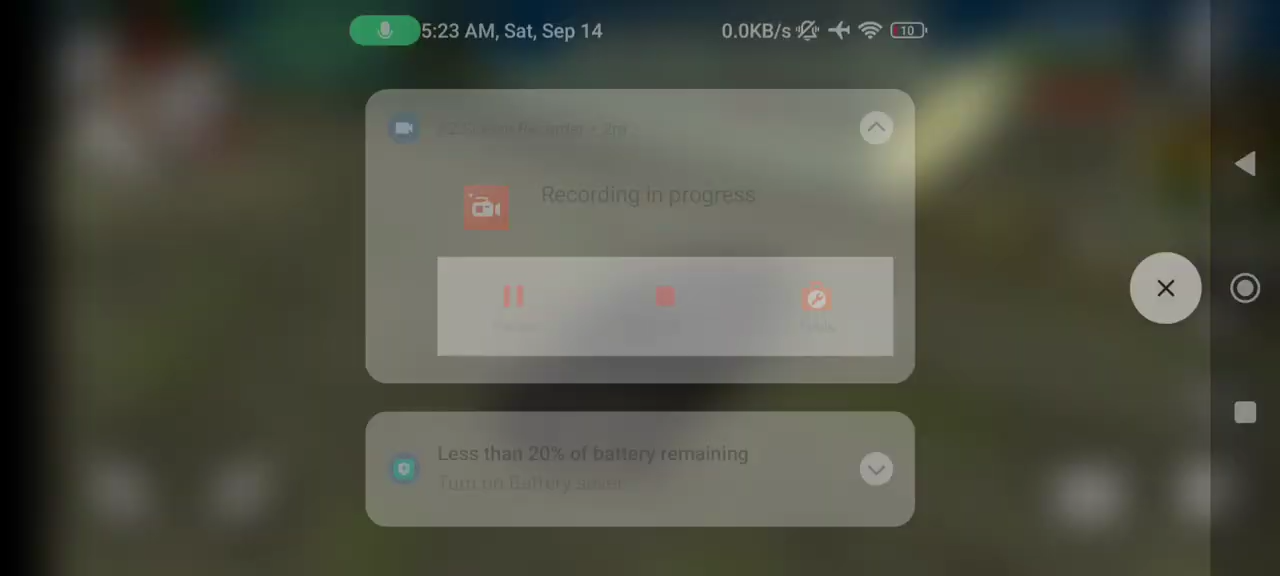 5:23 AM, Sat, Sep 14
0.0KB/s
10
Recorder
Recording in progress
Less than 20% of battery remaining
Turn on Battery saver